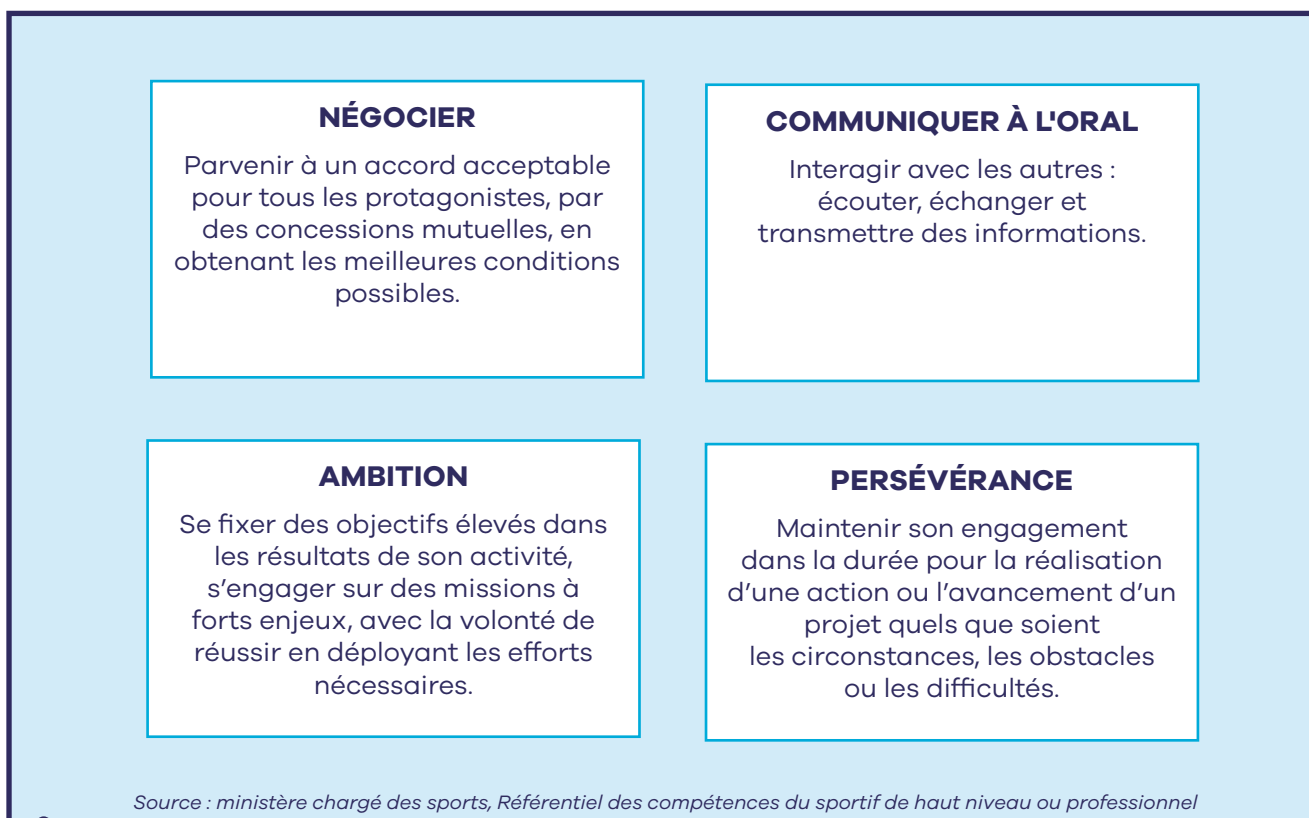 NÉGOCIER
Parvenir à un accord acceptable
pour tous les protagonistes, par
des concessions mutuelles, en
obtenant les meilleures conditions
possibles.
COMMUNIQUER À L'ORAL
Interagir avec les autres :
écouter, échanger et
transmettre des informations.
AMBITION
Se fixer des objectifs élevés dans
les résultats de son activité,
s’engager sur des missions à
forts enjeux, avec la volonté de
réussir en déployant les efforts
nécessaires.
PERSÉVÉRANCE
Maintenir son engagement
dans la durée pour la réalisation
d’une action ou l’avancement d’un
projet quels que soient
les circonstances, les obstacles
ou les difficultés.
Source : ministère chargé des sports, Référentiel des compétences du sportif de haut niveau ou professionnel